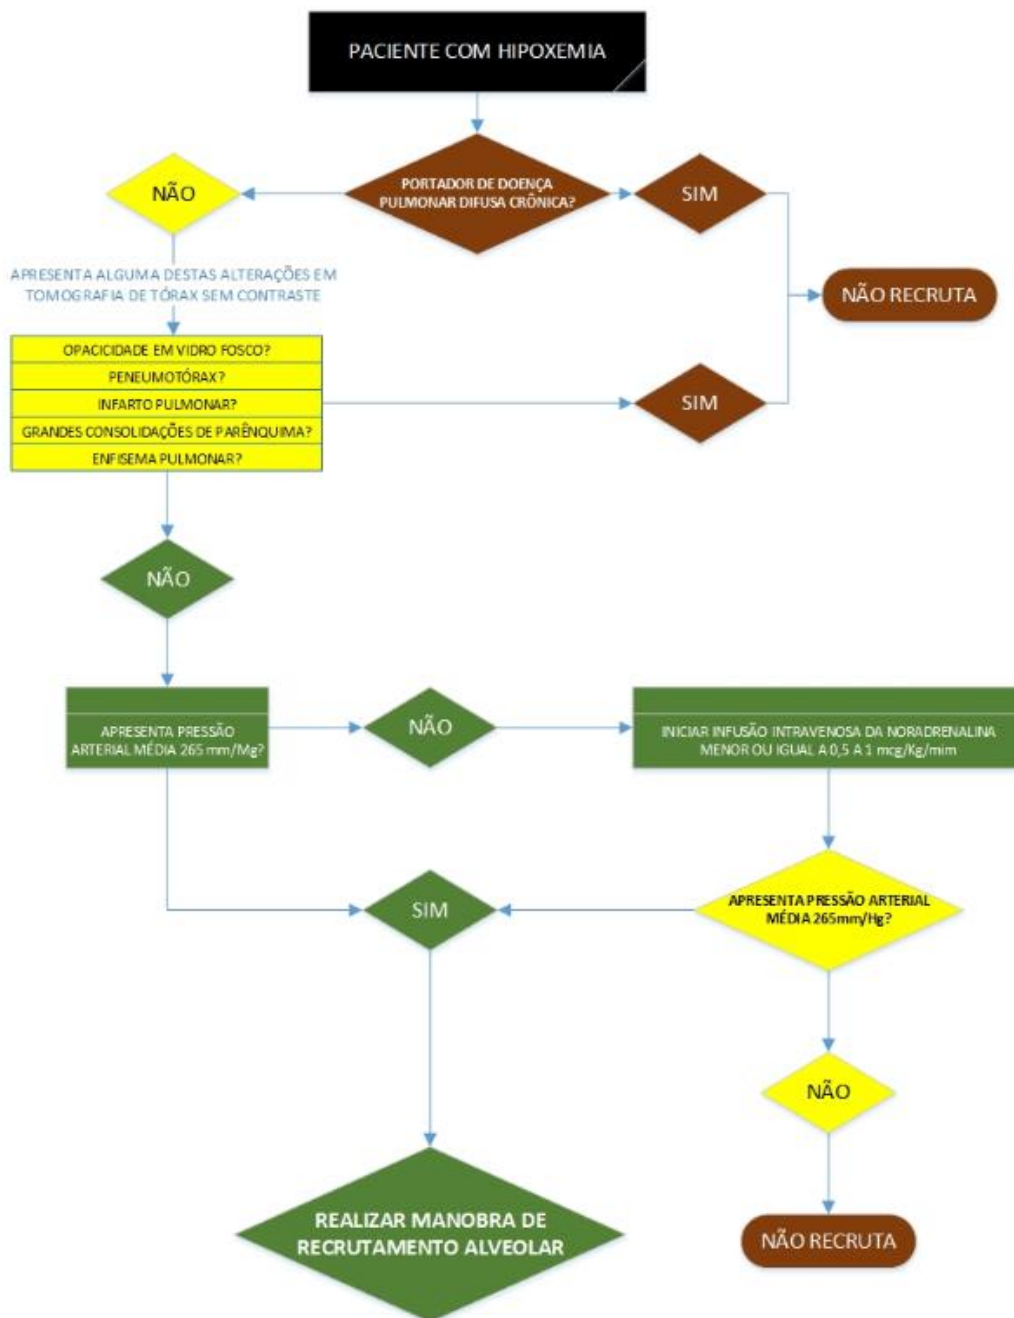 PACIENTE COM HIPOXEMIA
PORTADOR DE DOENÇA
PULMONAR DIFUSA CRÔNICA?
NÃO
SIM
APRESENTA ALGUMA DESTAS ALTERAÇÕES EM
TOMOGRAFIA DE TÓRAX SEM CONTRASTE
NÃO RECRUTA
OPACICIDADE EM VIDRO FOSCO?
PENEUMOTÓRAX?
INFARTO PULMONAR?
GRANDES CONSOLIDAÇÕES DE PARÊNQUIMA?
ENFISEMA PULMONAR?
SIM
NÃO
APRESENTA PRESSÃO
ARTERIAL MÉDIA 265 mm/Mg?
NÃO
INICIAR INFUSÃO INTRAVENOSA DA NORADRENALINA
MENOR OU IGUAL A 0,5 A 1 mcg/Kg/mim
SIM
APRESENTA PRESSÃO ARTERIAL
MÉDIA 265mm/Hg?
NÃO
REALIZAR MANOBRA DE
RECRUTAMENTO ALVEOLAR
NÃO RECRUTA